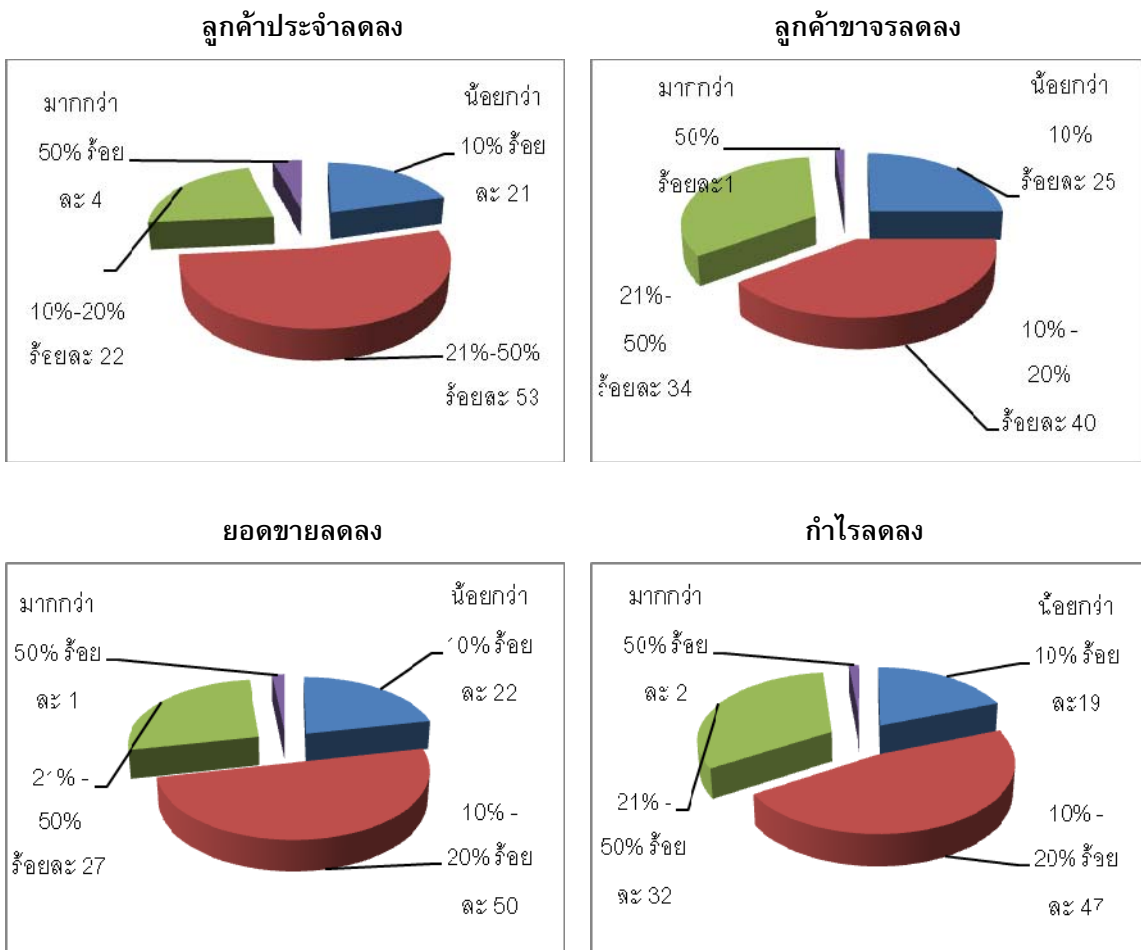 ลูกค้าประจำลดลง
มากกว่า
50% ร้อย
ละ 4
น้อยกว่า
10% ร้อย
ละ 21
10%-20%
ร้อยละ 22
21%-50%
ร้อยละ 53
ลูกค้าขาจรลดลง
มากกว่า
50%
ร้อยละ1
น้อยกว่า
10%
ร้อยละ 25
21%-
50%
ร้อยละ 34
10% -
20%
ร้อยละ 40
ยอดขายลดลง
มากกว่า
50% ร้อย
ละ 1
น้อยกว่า
10% ร้อย
ละ 22
21% -
50%
ร้อยละ 27
10% -
20% ร้อย
ละ 50
กำไรลดลง
มากกว่า
50% ร้อย
ละ 2
น้อยกว่า
10% ร้อย
ละ19
21% -
50% ร้อย
ละ 32
10% -
20% ร้อย
ละ 47